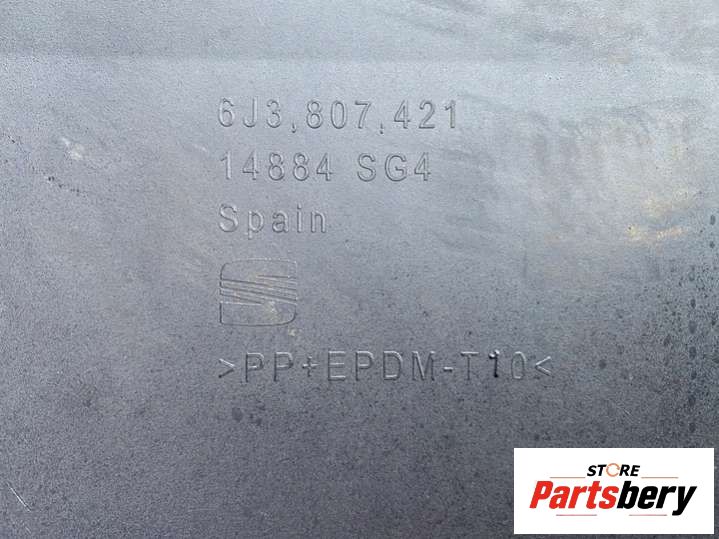 6J3,807,421
14884 SG4
Spain
>PP+EPDM-T10<
STORE
Partsbery